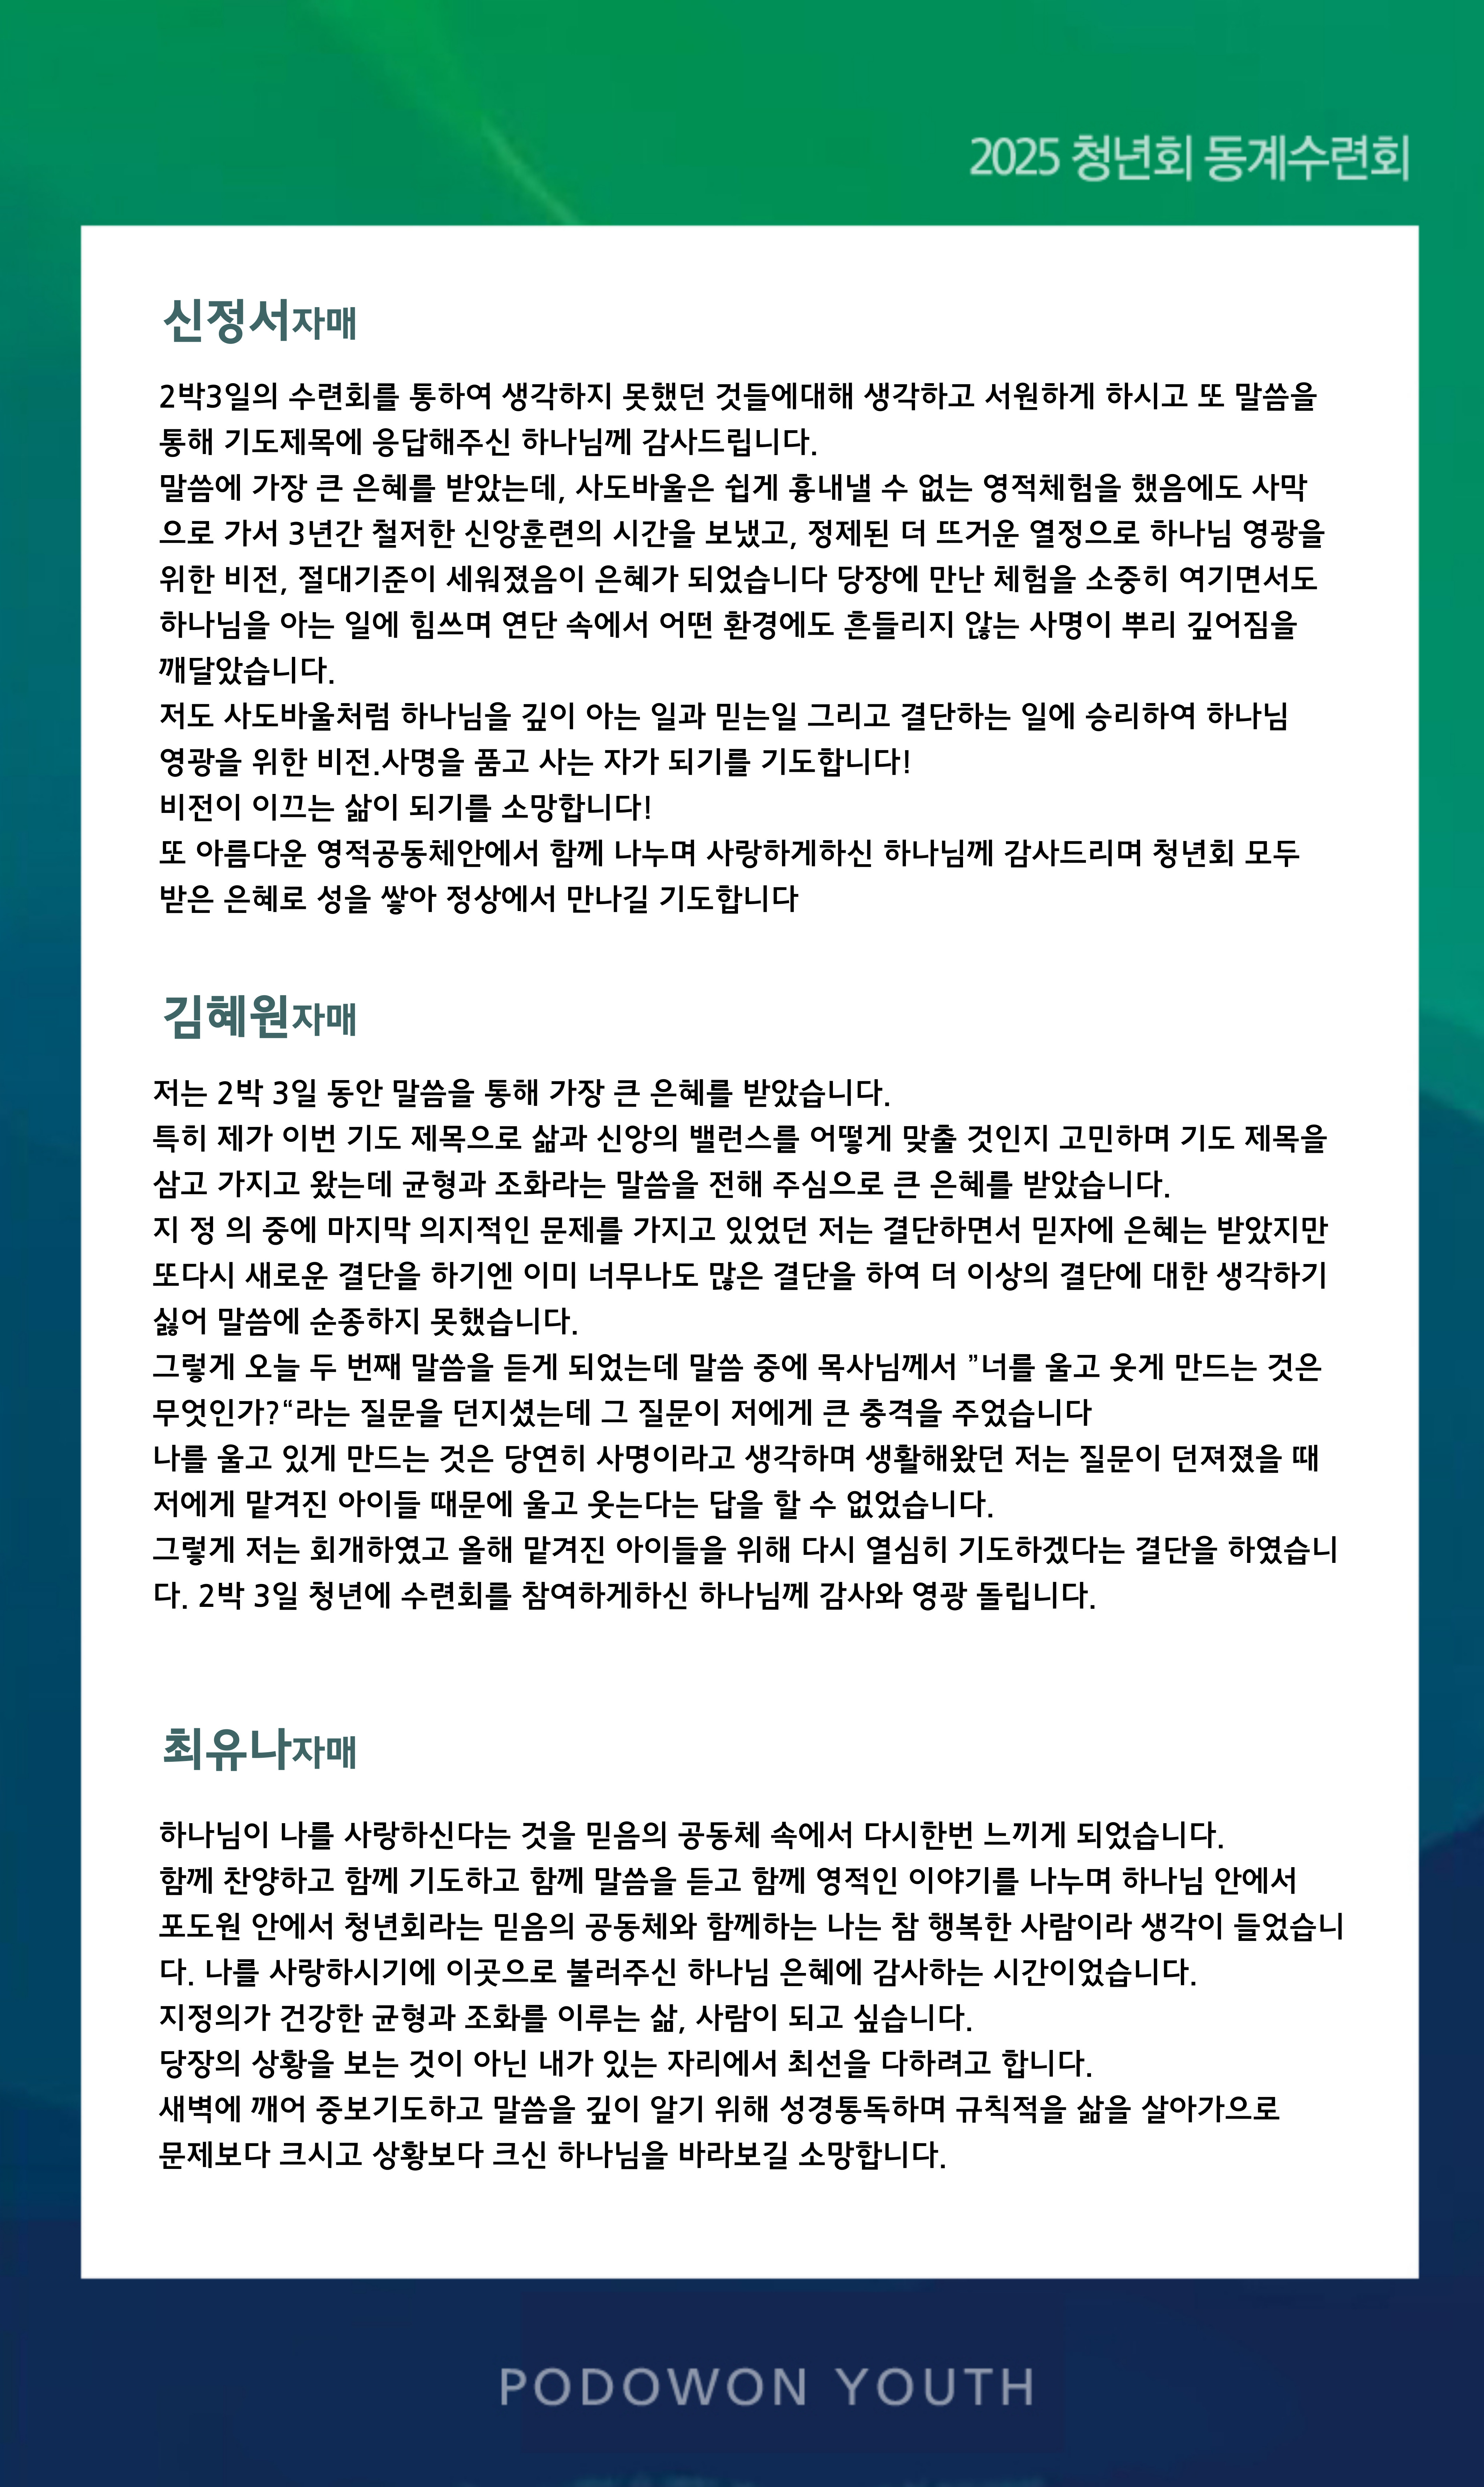 2025 청년회 동계수련회
신정서자매
2박3일의 수련회를 통하여 생각하지 못했던 것들에대해 생각하고 서원하게 하시고 또 말씀을
통해 기도제목에 응답해주신 하나님께 감사드립니다.
말씀에 가장 큰 은혜를 받았는데, 사도바울은 쉽게 흉내낼 수 없는 영적체험을 했음에도 사막
으로 가서 3년간 철저한 신앙훈련의 시간을 보냈고, 정제된 더 뜨거운 열정으로 하나님 영광을
위한 비전, 절대기준이 세워졌음이 은혜가 되었습니다 당장에 만난 체험을 소중히 여기면서도
하나님을 아는 일에 힘쓰며 연단 속에서 어떤 환경에도 흔들리지 않는 사명이 뿌리 깊어짐을
깨달았습니다.
저도 사도바울처럼 하나님을 깊이 아는 일과 믿는일 그리고 결단하는 일에 승리하여 하나님
영광을 위한 비전.사명을 품고 사는 자가 되기를 기도합니다!
비전이 이끄는 삶이 되기를 소망합니다!
또 아름다운 영적공동체안에서 함께 나누며 사랑하게하신 하나님께 감사드리며 청년회 모두
받은 은혜로 성을 쌓아 정상에서 만나길 기도합니다
김혜원자매
저는 2박 3일 동안 말씀을 통해 가장 큰 은혜를 받았습니다.
특히 제가 이번 기도 제목으로 삶과 신앙의 밸런스를 어떻게 맞출 것인지 고민하며 기도 제목을
삼고 가지고 왔는데 균형과 조화라는 말씀을 전해 주심으로 큰 은혜를 받았습니다.
지 정 의 중에 마지막 의지적인 문제를 가지고 있었던 저는 결단하면서 믿자에 은혜는 받았지만
또다시 새로운 결단을 하기엔 이미 너무나도 많은 결단을 하여 더 이상의 결단에 대한 생각하기
싫어 말씀에 순종하지 못했습니다.
그렇게 오늘 두 번째 말씀을 듣게 되었는데 말씀 중에 목사님께서 ”너를 울고 웃게 만드는 것은
무엇인가?“라는 질문을 던지셨는데 그 질문이 저에게 큰 충격을 주었습니다
나를 울고 있게 만드는 것은 당연히 사명이라고 생각하며 생활해왔던 저는 질문이 던져졌을 때
저에게 맡겨진 아이들 때문에 울고 웃는다는 답을 할 수 없었습니다.
그렇게 저는 회개하였고 올해 맡겨진 아이들을 위해 다시 열심히 기도하겠다는 결단을 하였습니
다. 2박 3일 청년에 수련회를 참여하게하신 하나님께 감사와 영광 돌립니다.
최유나자매
하나님이 나를 사랑하신다는 것을 믿음의 공동체 속에서 다시한번 느끼게 되었습니다.
함께 찬양하고 함께 기도하고 함께 말씀을 듣고 함께 영적인 이야기를 나누며 하나님 안에서
포도원 안에서 청년회라는 믿음의 공동체와 함께하는 나는 참 행복한 사람이라 생각이 들었습니
다. 나를 사랑하시기에 이곳으로 불러주신 하나님 은혜에 감사하는 시간이었습니다.
지정의가 건강한 균형과 조화를 이루는 삶, 사람이 되고 싶습니다.
당장의 상황을 보는 것이 아닌 내가 있는 자리에서 최선을 다하려고 합니다.
새벽에 깨어 중보기도하고 말씀을 깊이 알기 위해 성경통독하며 규칙적을 삶을 살아가으로
문제보다 크시고 상황보다 크신 하나님을 바라보길 소망합니다.
PODOWON YOUTH